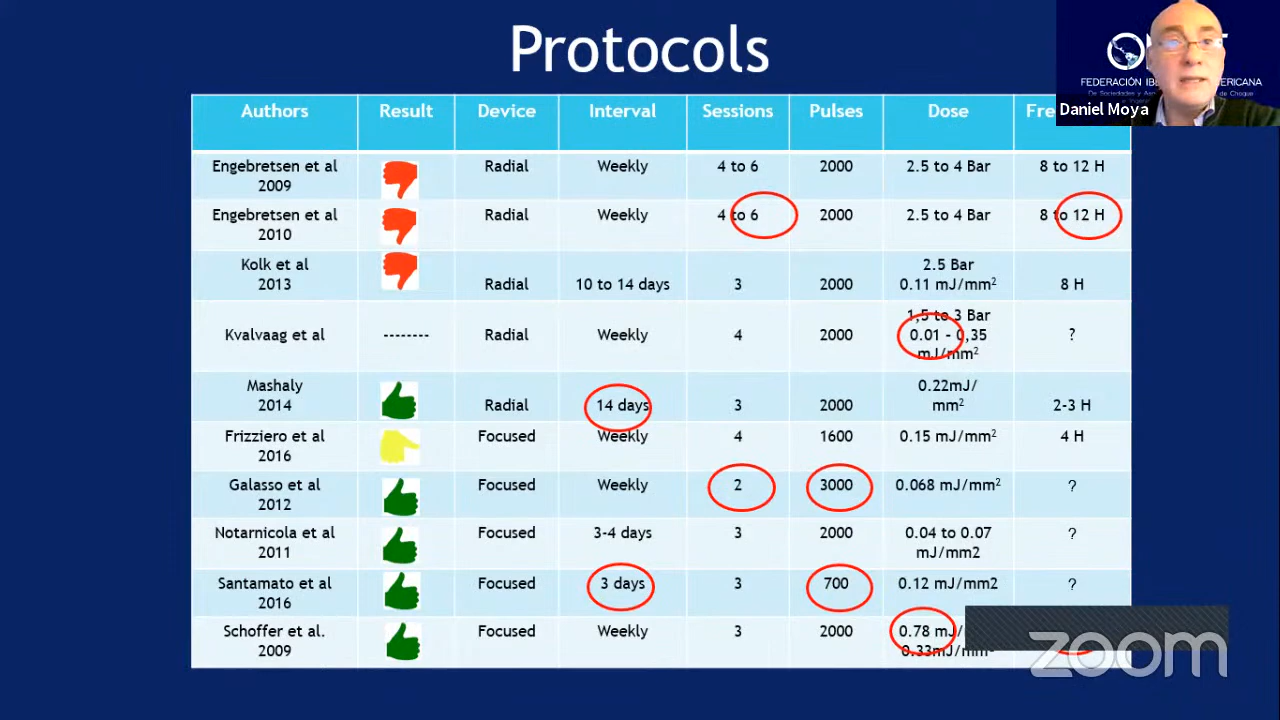 Protocols
FEDERACIÓN IBE AMERICANA
Daniel Moya
Authors Result Device Interval Sessions Pulses Dose Fre
Engebretsen et al 2009 Radial Weekly 4 to 6 2000 2.5 to 4 Bar 8 to 12 H
Engebretsen et al 2010 Radial Weekly 4 to 6 2000 2.5 to 4 Bar 8 to 12 H
Kolk et al 2013 Radial 10 to 14 days 3 2000 2.5 Bar 0.11 mJ/mm² 8 H
Kvalvaag et al -------- Radial Weekly 4 2000 1,5 to 3 Bar 0.01 - 0,35 mJ/mm² ?
Mashaly 2014 Radial 14 days 3 2000 0.22mJ/ mm² 2-3 H
Frizziero et al 2016 Focused Weekly 4 1600 0.15 mJ/mm² 4 H
Galasso et al 2012 Focused Weekly 2 3000 0.068 mJ/mm² ?
Notarnicola et al 2011 Focused 3-4 days 3 2000 0.04 to 0.07 mJ/mm2 ?
Santamato et al 2016 Focused 3 days 3 700 0.12 mJ/mm2 ?
Schoffer et al. 2009 Focused Weekly 3 2000 0.78 mJ/ 0.33mJ/mm²
zoom